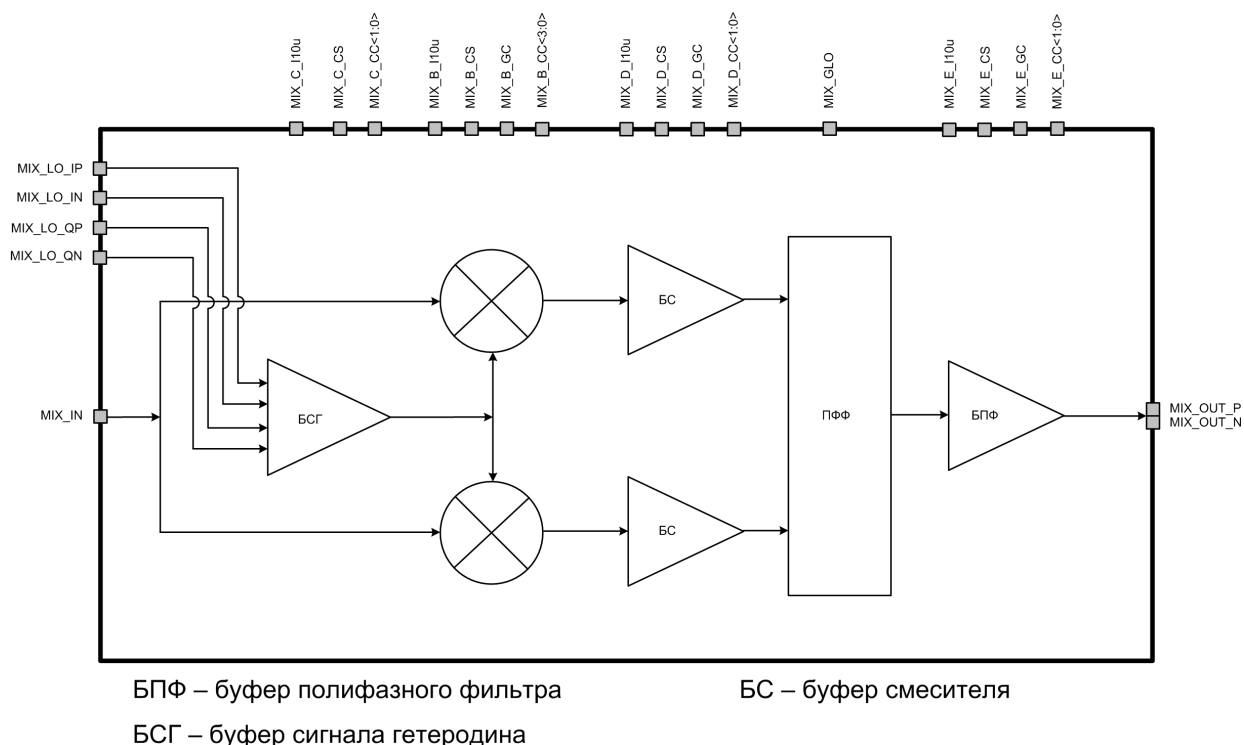 MIX_C_I10u
MIX_C_CS
MIX_C_CC<1:0>
MIX_B_I10u
MIX_B_CS
MIX_B_GC
MIX_B_CC<3:0>
MIX_D_I10u
MIX_D_CS
MIX_D_GC
MIX_D_CC<1:0>
MIX_GLO
MIX_E_I10u
MIX_E_CS
MIX_E_GC
MIX_E_CC<1:0>
MIX_LO_IP
MIX_LO_IN
MIX_LO_QP
MIX_LO_QN
БС
MIX_IN
БСГ
ПФФ
БПФ
MIX_OUT_P
MIX_OUT_N
БС
БПФ – буфер полифазного фильтра
БС – буфер смесителя
БСГ – буфер сигнала гетеродина